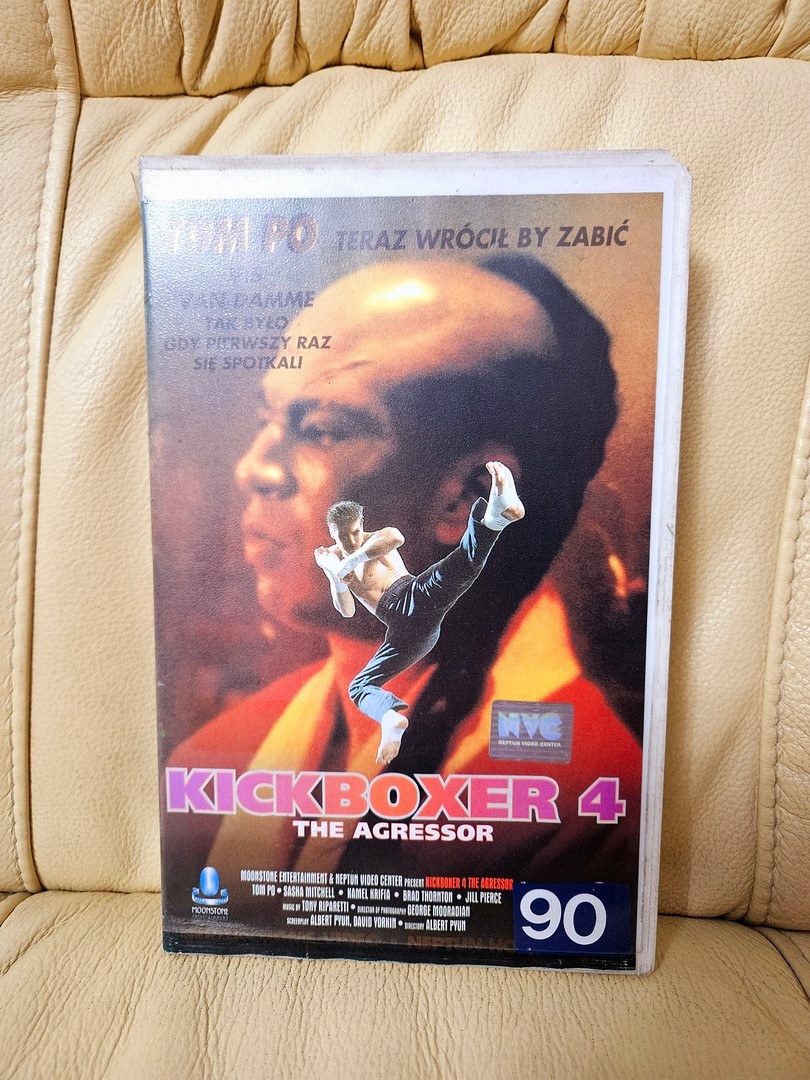 TOM PO
TERAZ WRÓCIŁ BY ZABIĆ
V.S
VAN DAMME
TAK BYŁO
GDY PIERWSZY RAZ
SIĘ SPOTKALI
NVC
NEPTUN VIDEO CENTER
KICKBOXER 4
THE AGRESSOR
MOONSTONE ENTERTAINMENT & NEPTUN VIDEO CENTER PRESENT KICKBOXER 4 THE AGRESSOR
TOM PO • SASHA MITCHELL • KAMEL KRIFIA • BRAD THORNTON • JILL PIERCE
MUSIC BY TONY RIPARETTI • DIRECTOR OF PHOTOGRAPHY GEORGE MOORADIAN
SCREENPLAY ALBERT PYUN, DAVID YORKIN • DIRECTORY ALBERT PYUN
MOONSTONE
ENTERTAINMENT
90